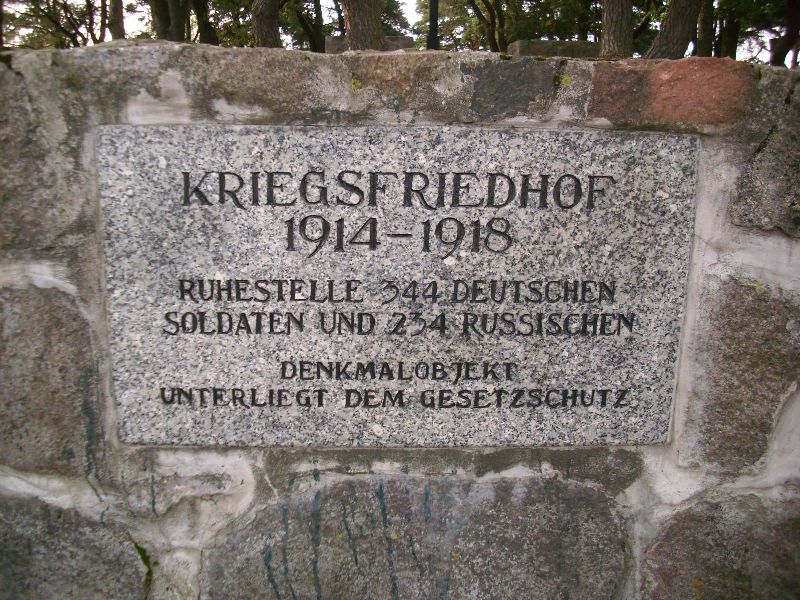 KRIEGSFRIEDHOF
1914-1918
RUHESTELLE 344 DEUTSCHEN
SOLDATEN UND 234 RUSSISCHEN
DENKMALOBJEKT
UNTERLIEGT DEM GESETZSCHUTZ